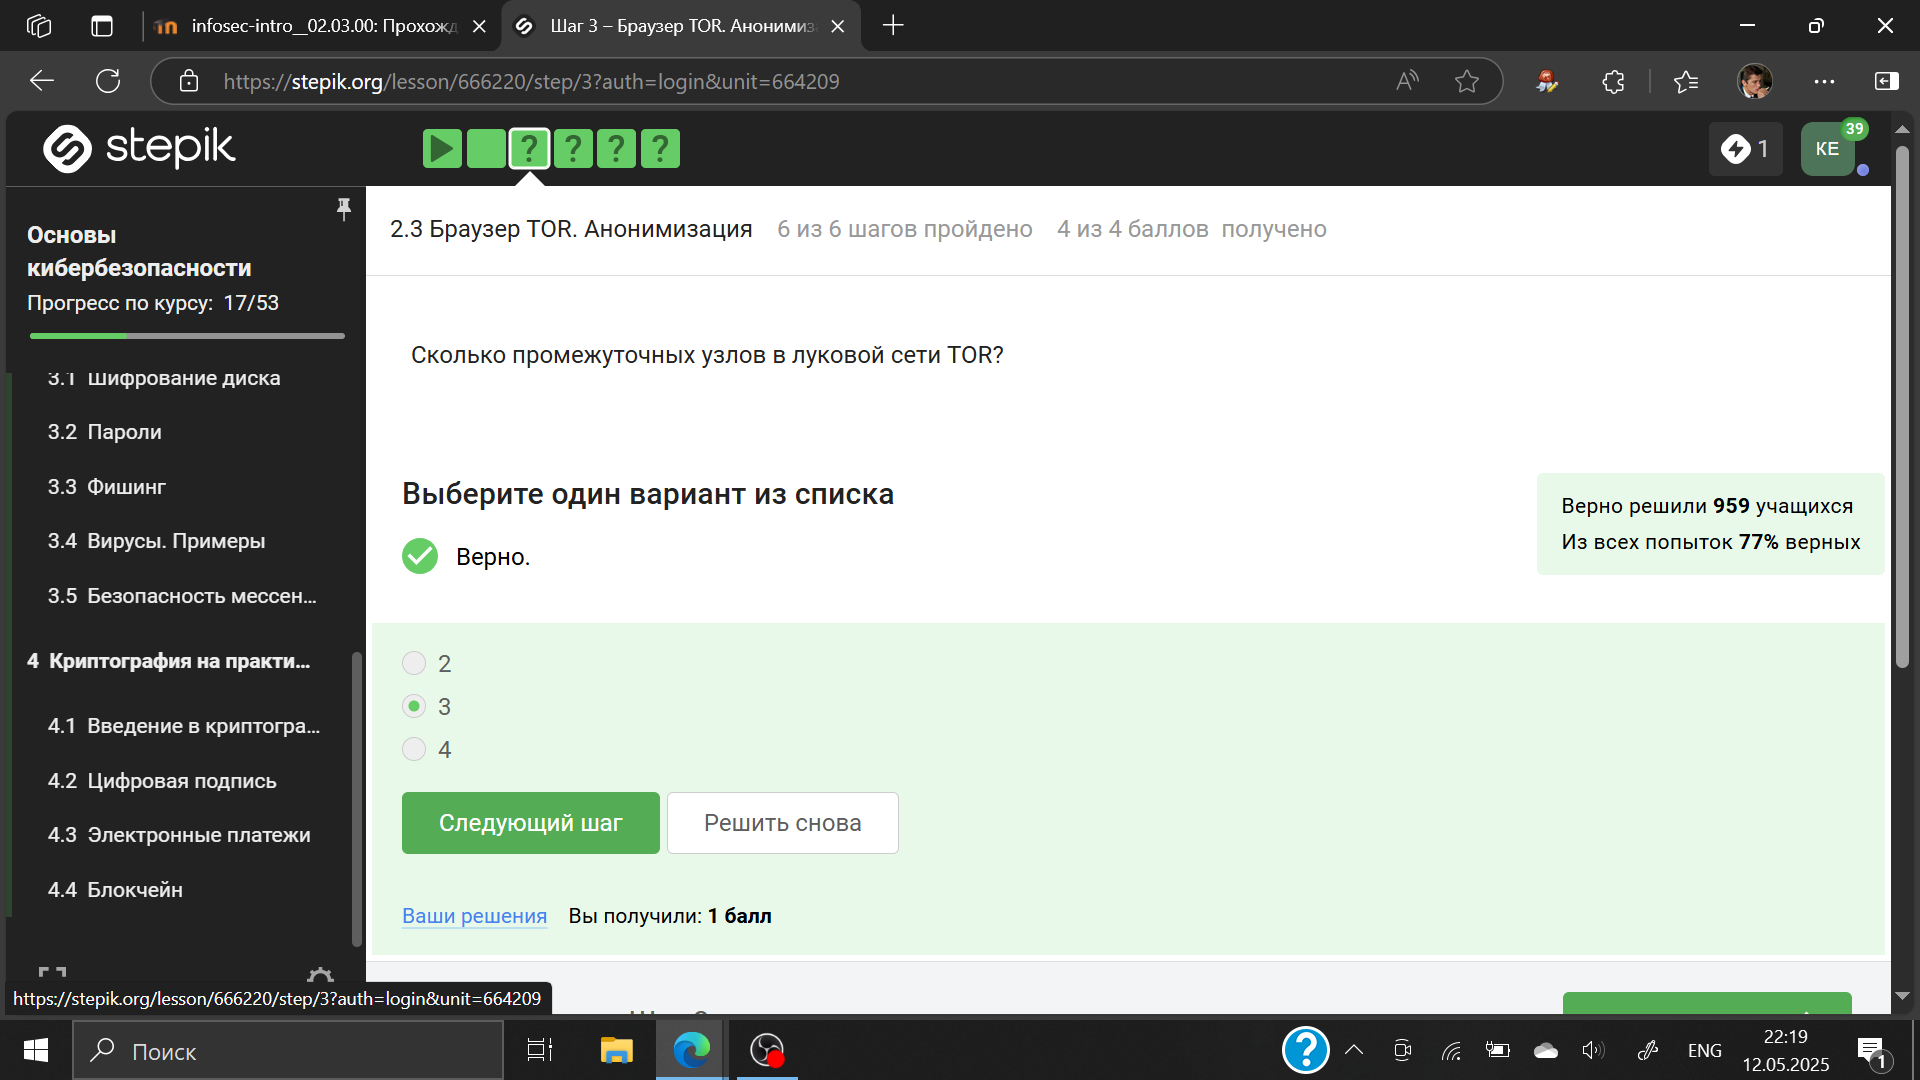 infosec-intro__02.03.00: Прохожд
Шаг 3 – Браузер TOR. Анонимиз
https://stepik.org/lesson/666220/step/3?auth=login&unit=664209
stepik
? ? ? ?
1
KE
39
2.3 Браузер TOR. Анонимизация 6 из 6 шагов пройдено 4 из 4 баллов получено
Основы
кибербезопасности
Прогресс по курсу: 17/53
3.1 Шифрование диска
3.2 Пароли
3.3 Фишинг
3.4 Вирусы. Примеры
3.5 Безопасность мессен...
4 Криптография на практи...
4.1 Введение в криптогра...
4.2 Цифровая подпись
4.3 Электронные платежи
4.4 Блокчейн
Сколько промежуточных узлов в луковой сети TOR?
Выберите один вариант из списка
Верно.
Верно решили 959 учащихся
Из всех попыток 77% верных
2
3
4
Следующий шаг
Решить снова
Ваши решения Вы получили: 1 балл
https://stepik.org/lesson/666220/step/3?auth=login&unit=664209
Поиск
ENG
22:19
12.05.2025
1